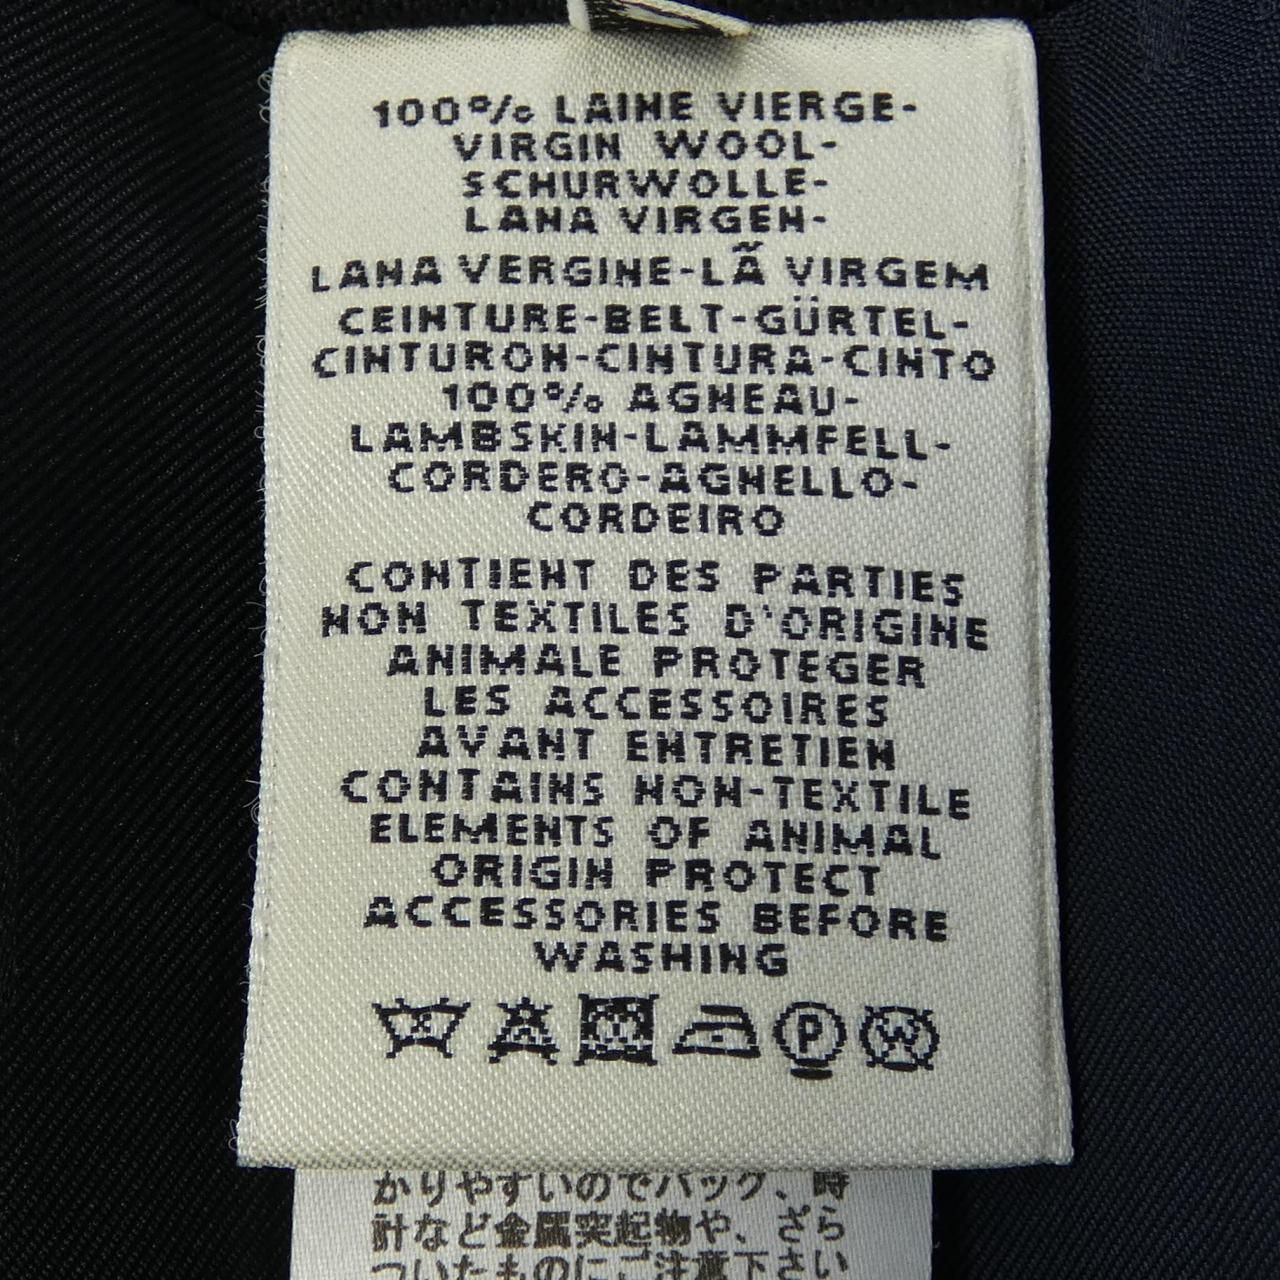 100% LAINE VIERGE-
VIRGIN WOOL-
SCHURWOLLE-
LANA VIRGEN-
LANA VERGINE-LÃ VIRGEM
CEINTURE-BELT-GÜRTEL-
CINTURON-CINTURA-CINTO
100% AGNEAU-
LAMBSKIN-LAMMFELL-
CORDERO-AGNELLO-
CORDEIRO
CONTIENT DES PARTIES
NON TEXTILES D'ORIGINE
ANIMALE PROTEGER
LES ACCESSOIRES
AVANT ENTRETIEN
CONTAINS NON-TEXTILE
ELEMENTS OF ANIMAL
ORIGIN PROTECT
ACCESSORIES BEFORE
WASHING
P W
かりやすいのでバッグ、時
計など金属突起物や、ざら
ついたものにご注意下さい